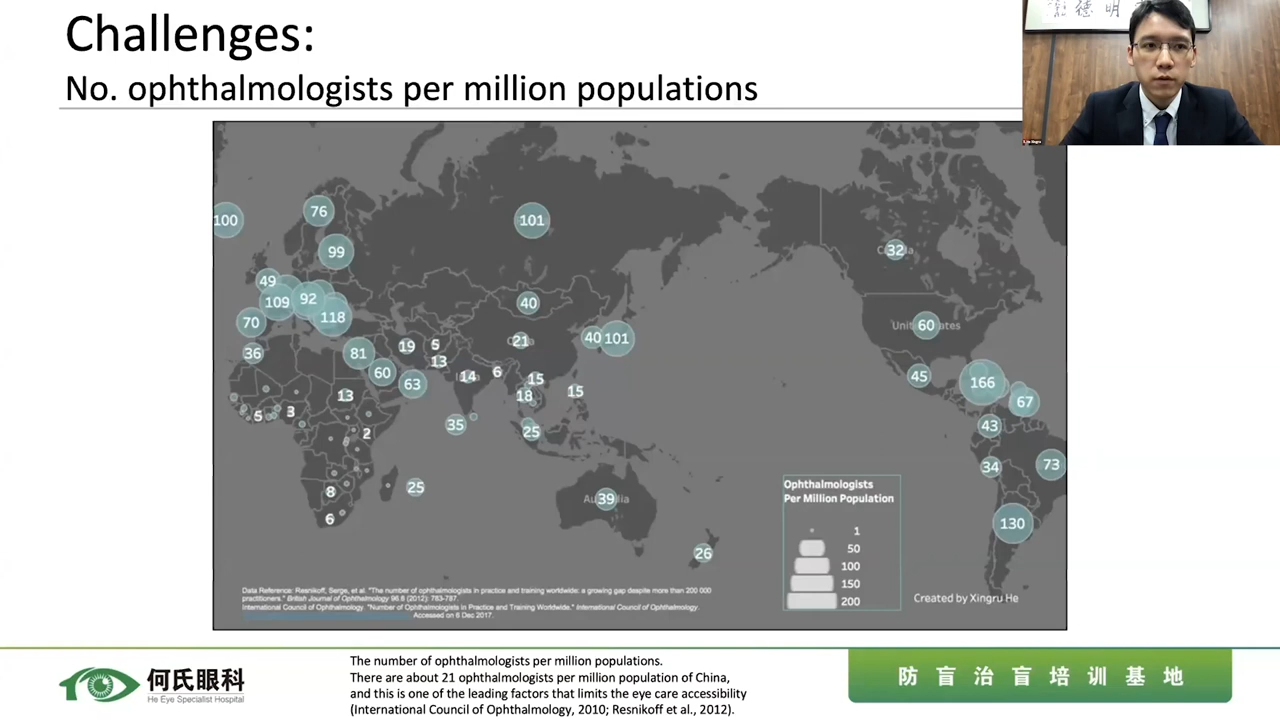 Challenges:
No. ophthalmologists per million populations
德 明
100
76
101
99
32
49
109
92
118
70
40
36
81
19
5
13
21
40
101
60
60
63
14
6
15
18
15
45
166
67
13
5
3
2
35
25
43
34
73
8
6
25
39
26
130
Ophthalmologists
Per Million Population
1
50
100
150
200
Created by Xingru He
Data Reference: Resnikoff, Serge, et al. "The number of ophthalmologists in practice and training worldwide: a growing gap despite more than 200 000
practitioners." British Journal of Ophthalmology 96.6 (2012): 783-787.
International Council of Ophthalmology. "Number of Ophthalmologists in Practice and Training Worldwide." International Council of Ophthalmology.
Accessed on 6 Dec 2017.
何氏眼科
He Eye Specialist Hospital
The number of ophthalmologists per million populations.
There are about 21 ophthalmologists per million population of China,
and this is one of the leading factors that limits the eye care accessibility
(International Council of Ophthalmology, 2010; Resnikoff et al., 2012).
防盲治盲培训基地